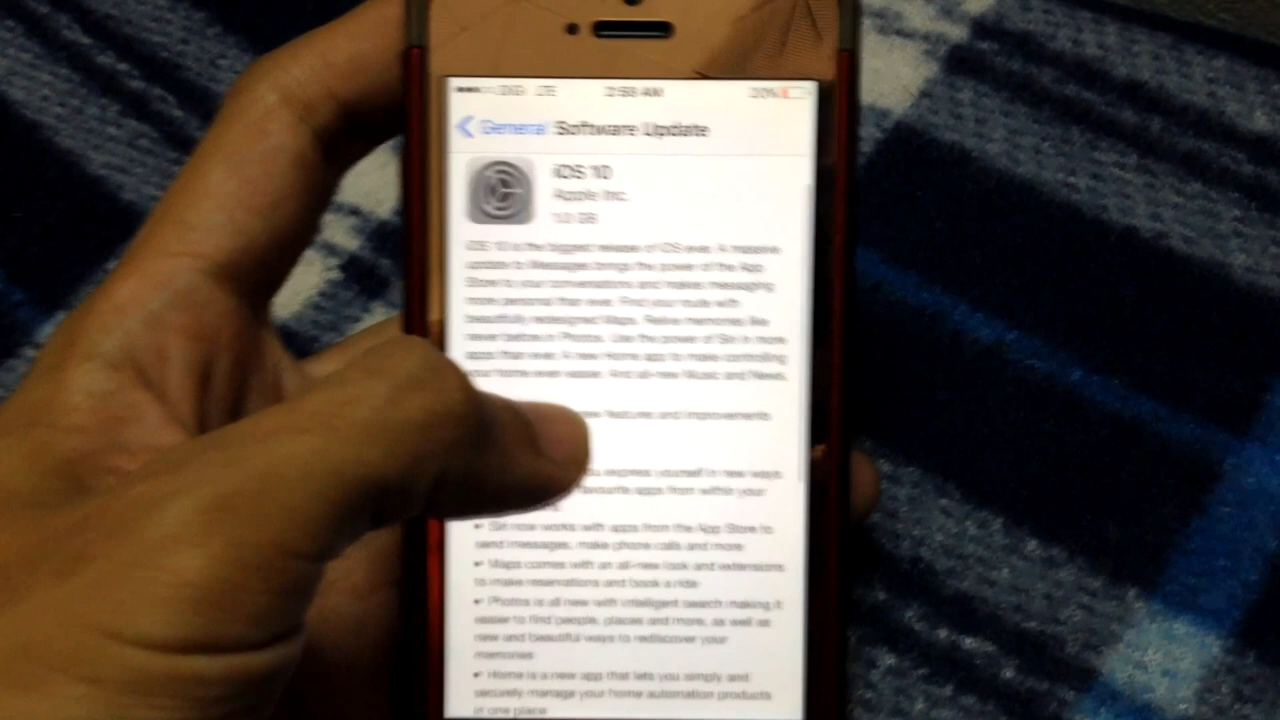 LTE 2:58 AM 20%
General Software Update
iOS 10
Apple Inc.
iOS 10 is the biggest release of iOS ever. A massive
update to Messages brings the power of the App
Store to your conversations and makes messaging
more personal than ever. Find your route with
beautifully redesigned Maps. Relive memories like
never before in Photos. Use the power of Siri in more
apps than ever. A new Home app to make controlling
your home even easier. And all-new Music and News.
features and improvements
express yourself in new ways
favourite apps from within your
• Siri now works with apps from the App Store to
send messages, make phone calls and more
• Maps comes with an all-new look and extensions
to make reservations and book a ride
• Photos is all new with intelligent search making it
easier to find people, places and more, as well as
new and beautiful ways to rediscover your
memories
• Home is a new app that lets you simply and
securely manage your home automation products
in one place